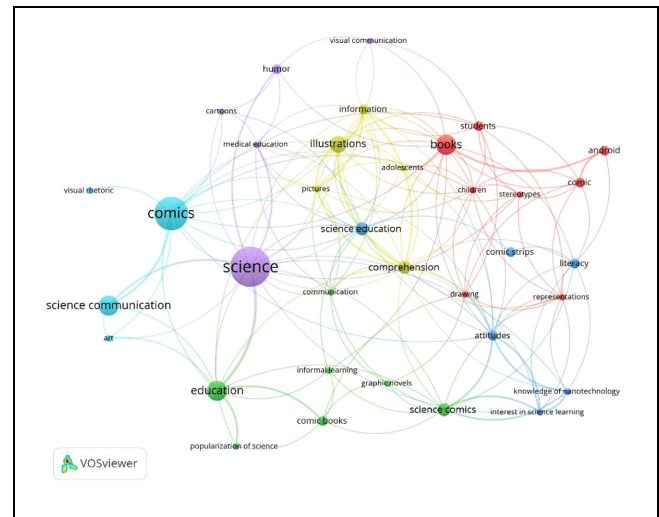 visual communication
humor
cartoons
information
students
medical education
illustrations
books
android
adolescents
pictures
children
comic
stereotypes
visual rhetoric
comics
science education
comic strips
science
comprehension
literacy
communication
drawing
representations
science communication
art
attitudes
informal learning
graphic novels
education
knowledge of nanotechnology
science comics
interest in science learning
comic books
popularization of science
VOSviewer